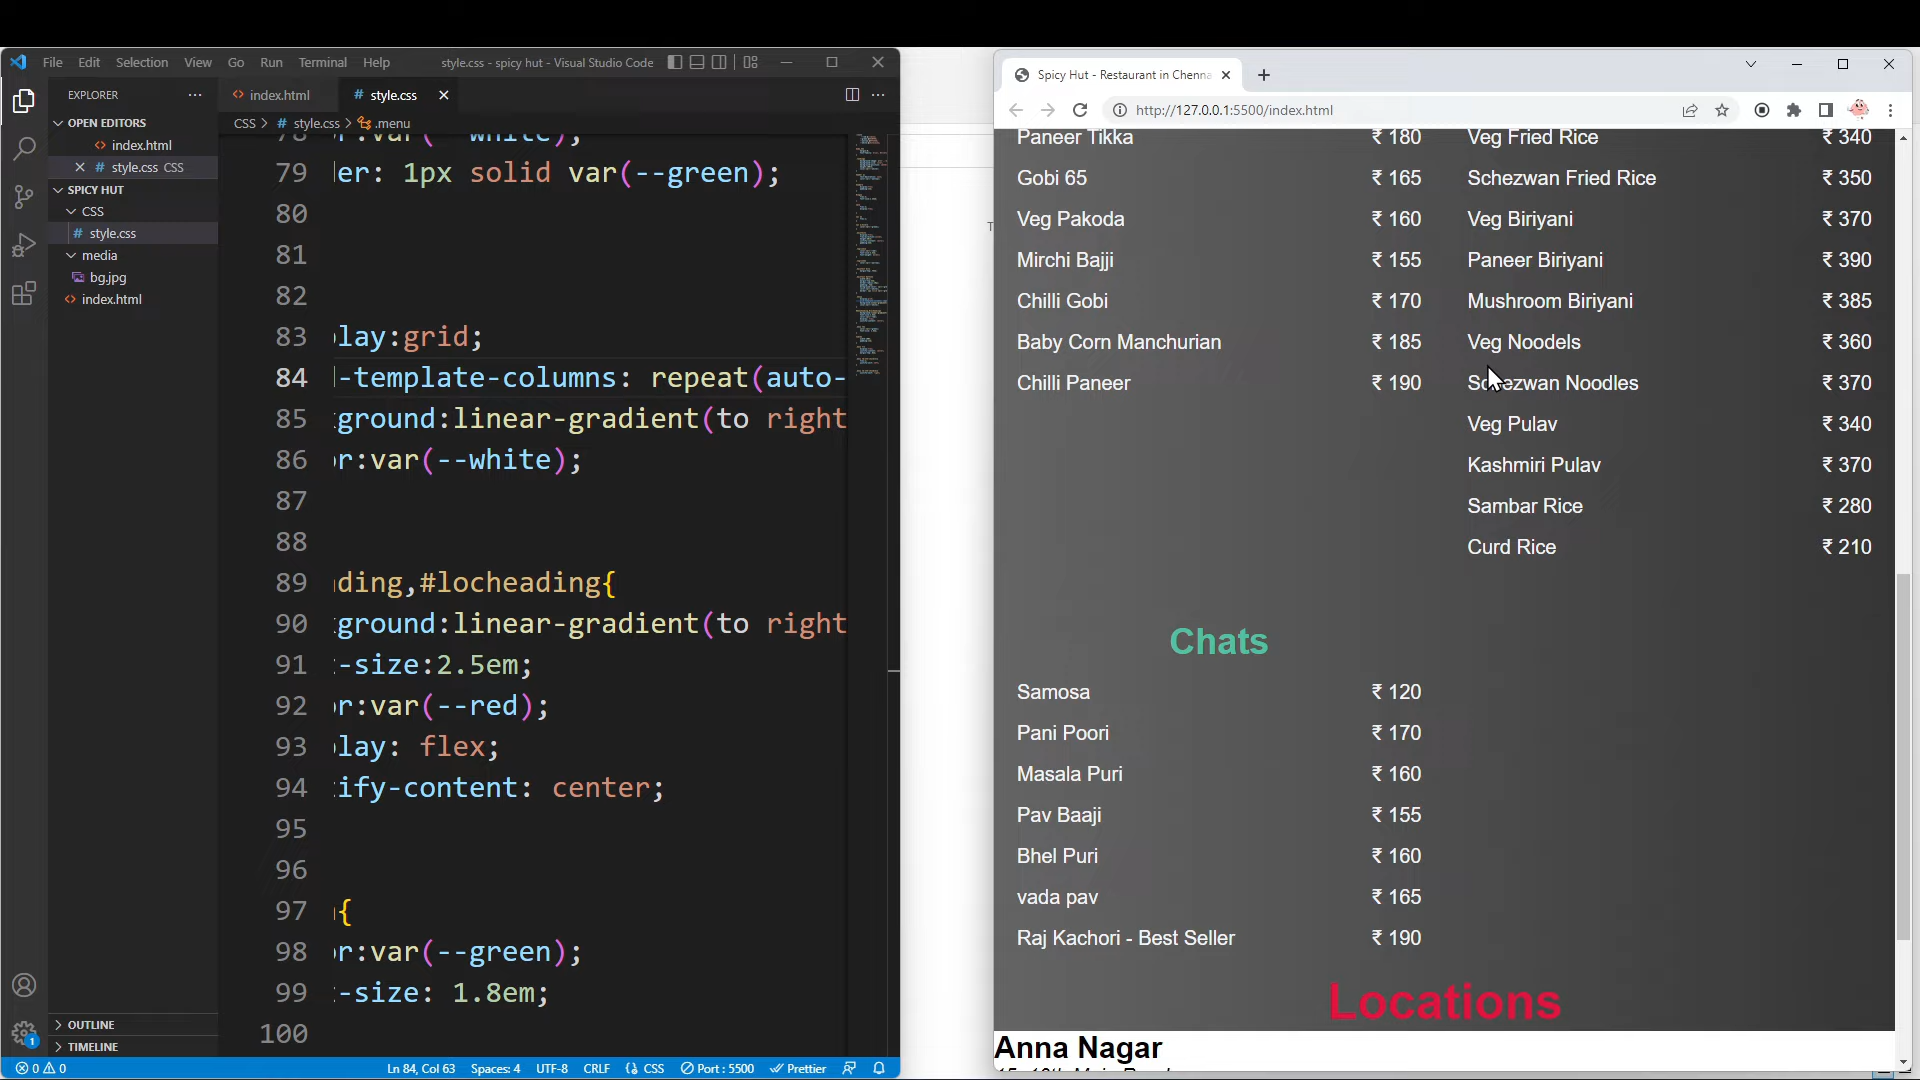 File Edit Selection View Go Run Terminal Help style.css - spicy hut - Visual Studio Code
EXPLORER
OPEN EDITORS
index.html
style.css CSS
SPICY HUT
CSS
style.css
media
bg.jpg
index.html
OUTLINE
TIMELINE
index.html
style.css
CSS > style.css > .menu
79 er: 1px solid var(--green);
80
81
82
83 lay:grid;
84 -template-columns: repeat(auto-
85 ground:linear-gradient(to right
86 r:var(--white);
87
88
89 ding,#locheading{
90 ground:linear-gradient(to right
91 -size:2.5em;
92 r:var(--red);
93 lay: flex;
94 ify-content: center;
95
96
97 {
98 r:var(--green);
99 -size: 1.8em;
100
0 0 Ln 84, Col 63 Spaces: 4 UTF-8 CRLF CSS Port : 5500 Prettier
1
Spicy Hut - Restaurant in Chenna
http://127.0.0.1:5500/index.html
Paneer Tikka ₹ 180
Gobi 65 ₹ 165
Veg Pakoda ₹ 160
Mirchi Bajji ₹ 155
Chilli Gobi ₹ 170
Baby Corn Manchurian ₹ 185
Chilli Paneer ₹ 190
Veg Fried Rice ₹ 340
Schezwan Fried Rice ₹ 350
Veg Biriyani ₹ 370
Paneer Biriyani ₹ 390
Mushroom Biriyani ₹ 385
Veg Noodels ₹ 360
Schezwan Noodles ₹ 370
Veg Pulav ₹ 340
Kashmiri Pulav ₹ 370
Sambar Rice ₹ 280
Curd Rice ₹ 210
Chats
Samosa ₹ 120
Pani Poori ₹ 170
Masala Puri ₹ 160
Pav Baaji ₹ 155
Bhel Puri ₹ 160
vada pav ₹ 165
Raj Kachori - Best Seller ₹ 190
Locations
Anna Nagar